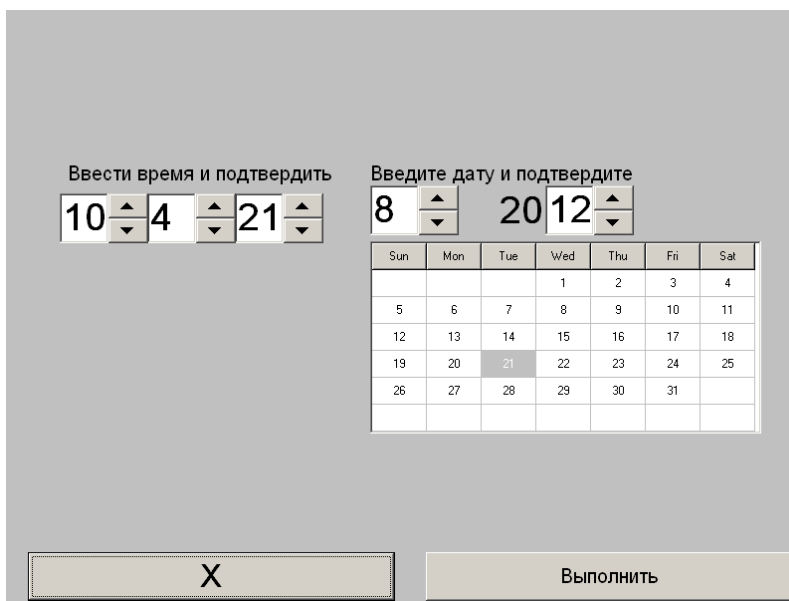 Ввести время и подтвердить
10 4 21
Введите дату и подтвердите
8 2012
Sun Mon Tue Wed Thu Fri Sat
1 2 3 4
5 6 7 8 9 10 11
12 13 14 15 16 17 18
19 20 21 22 23 24 25
26 27 28 29 30 31
X
Выполнить